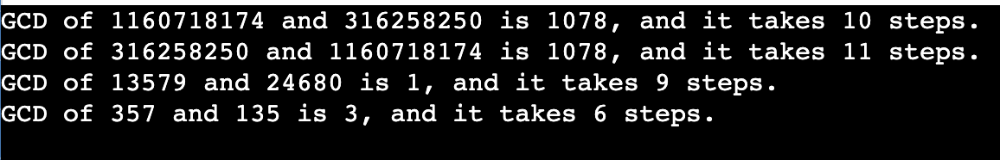 GCD of 1160718174 and 316258250 is 1078, and it takes 10 steps.
GCD of 316258250 and 1160718174 is 1078, and it takes 11 steps.
GCD of 13579 and 24680 is 1, and it takes 9 steps.
GCD of 357 and 135 is 3, and it takes 6 steps.